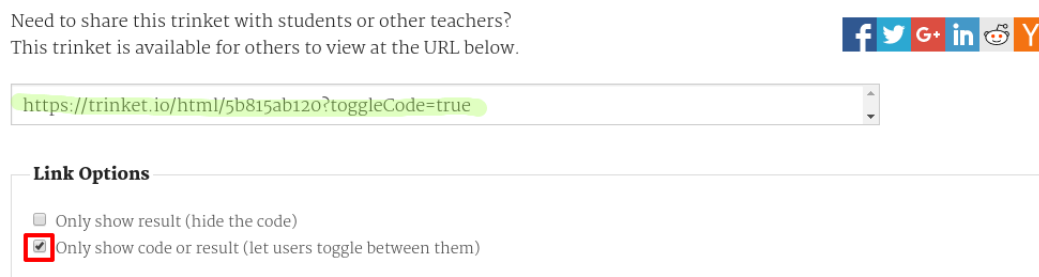 Need to share this trinket with students or other teachers?
This trinket is available for others to view at the URL below.
f G+ in Y
https://trinket.io/html/5b815ab120?toggleCode=true
Link Options
Only show result (hide the code)
Only show code or result (let users toggle between them)